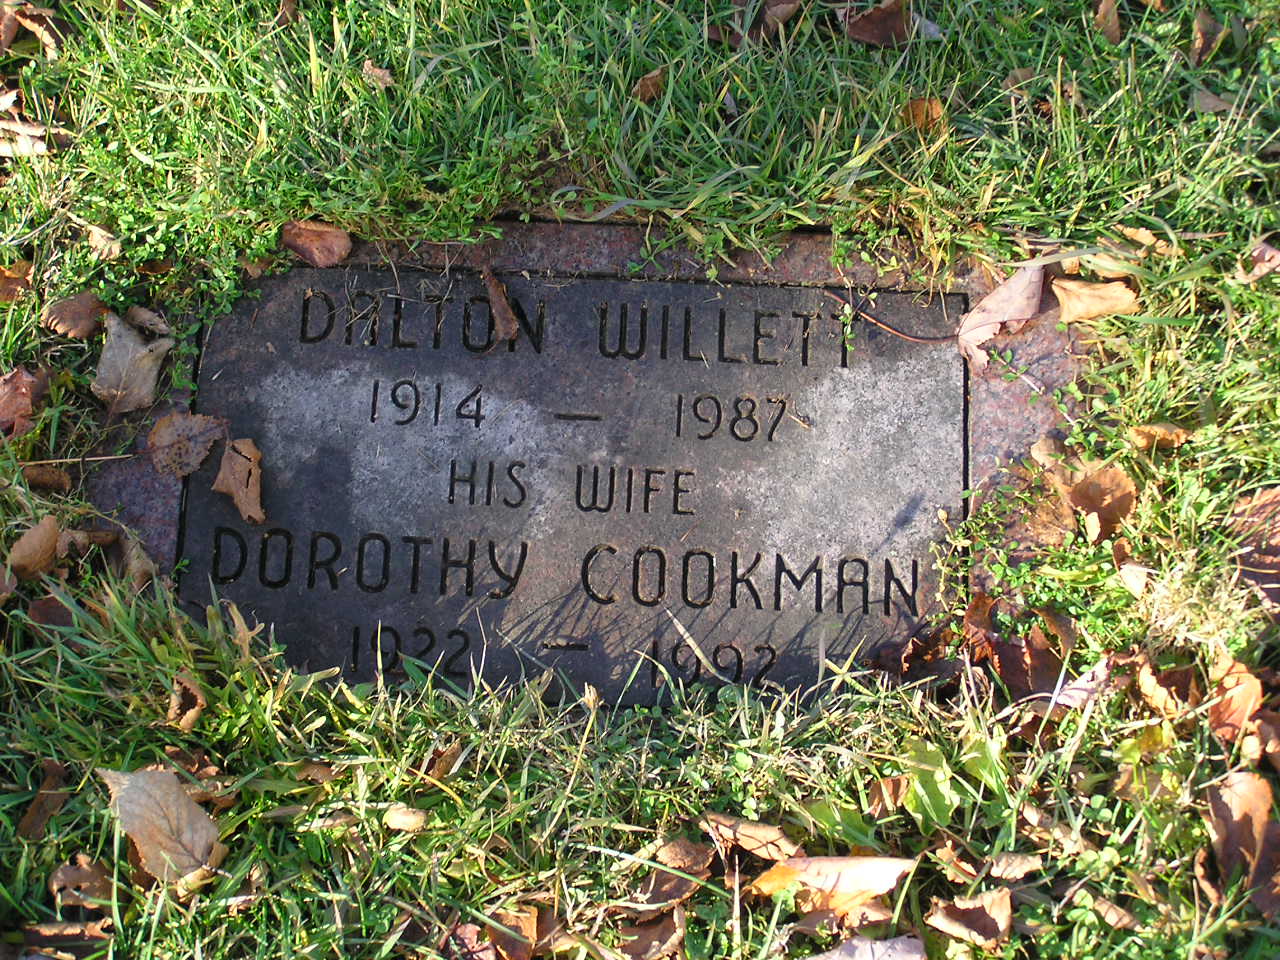 DALTON WILLETT
1914 — 1987
HIS WIFE
DOROTHY COOKMAN
1922 — 1992